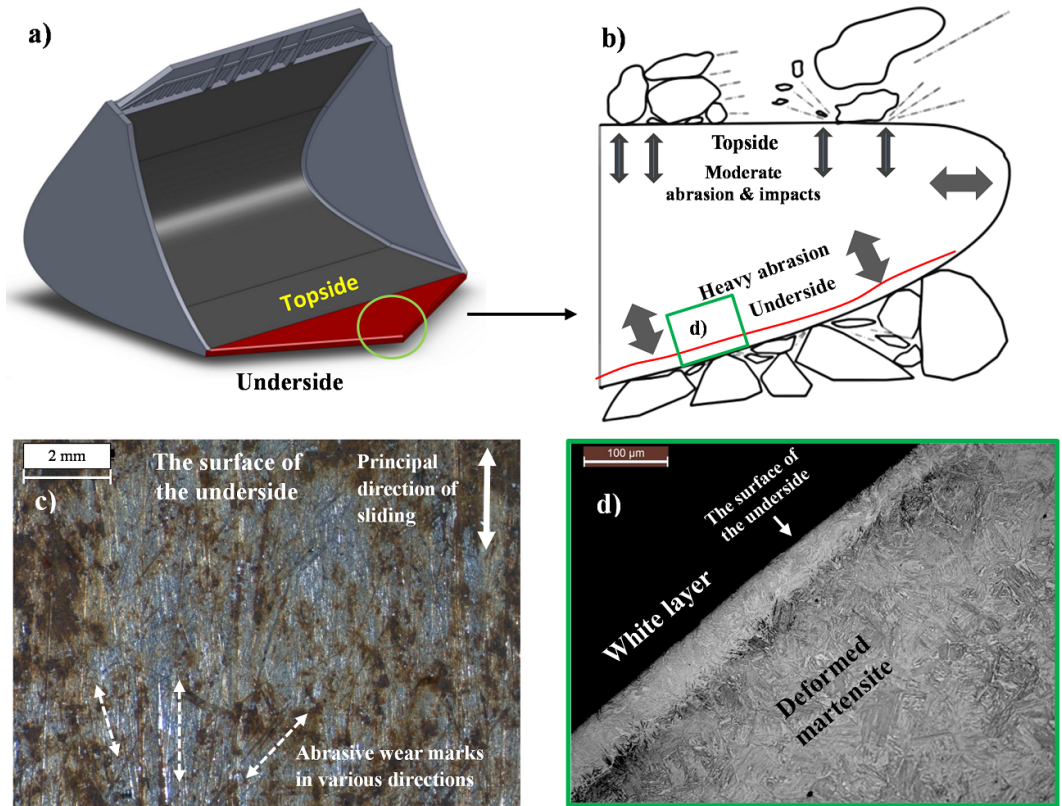 a)
Topside
Underside
b)
Topside
Moderate
abrasion & impacts
Heavy abrasion
Underside
d)
2 mm
c)
The surface of
the underside
Principal
direction of
sliding
Abrasive wear marks
in various directions
100 µm
d)
The surface of
the underside
White layer
Deformed
martensite